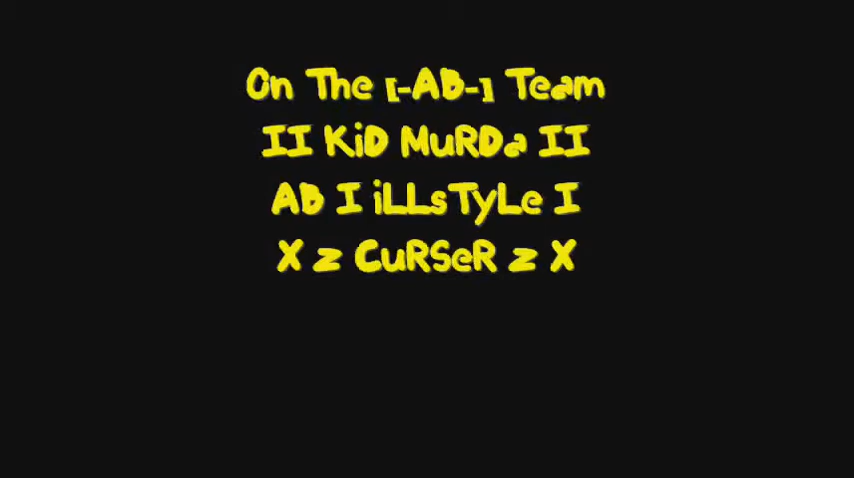 On The [-AB-] Team
II KiD MuRDa II
AB I iLLsTyLe I
X z CuRSeR z X